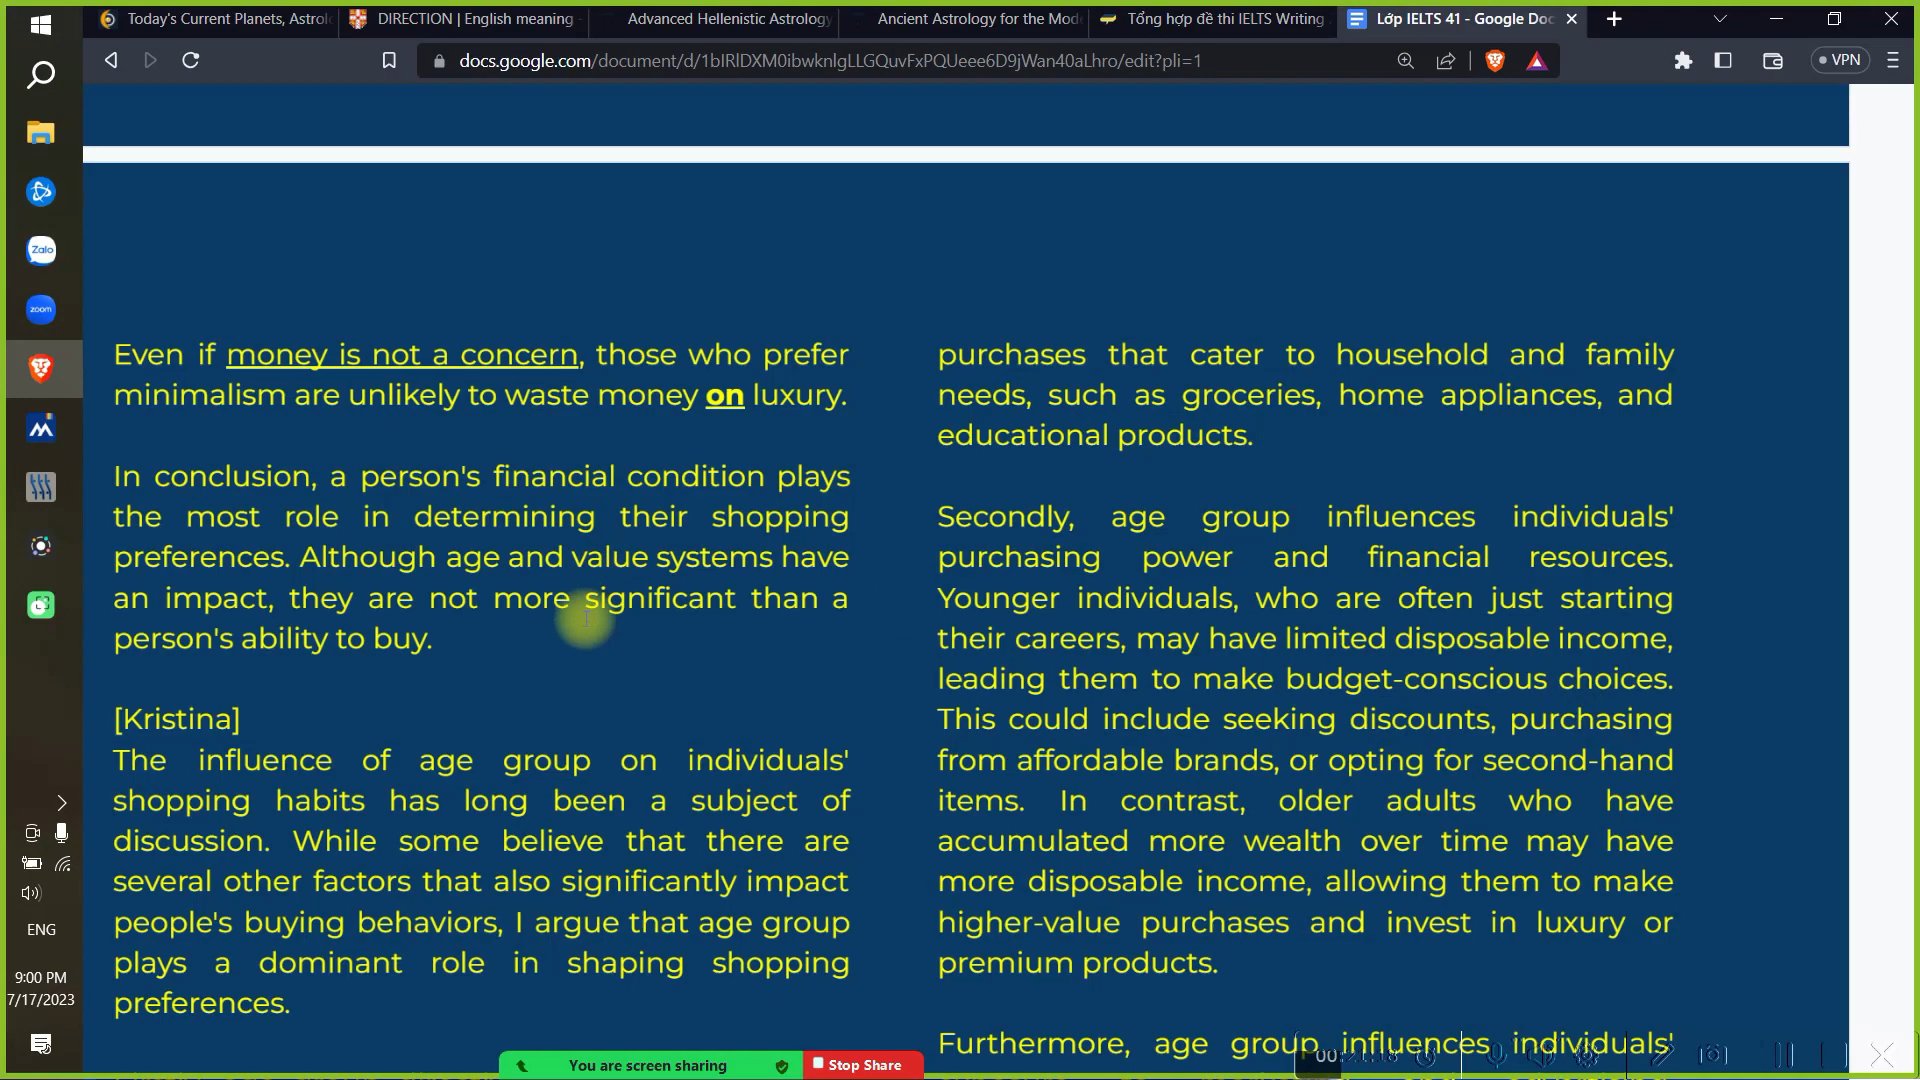 Today's Current Planets, Astrol
DIRECTION | English meaning
Advanced Hellenistic Astrology
Ancient Astrology for the Mod
Tổng hợp đề thi IELTS Writing
Lớp IELTS 41 - Google Doc
docs.google.com/document/d/1bIRlDXM0ibwknlgLLGQuvFxPQUeee6D9jWan40aLhro/edit?pli=1
VPN
Zalo
zoom
Even if money is not a concern, those who prefer
minimalism are unlikely to waste money on luxury.
In conclusion, a person's financial condition plays
the most role in determining their shopping
preferences. Although age and value systems have
an impact, they are not more significant than a
person's ability to buy.
[Kristina]
The influence of age group on individuals'
shopping habits has long been a subject of
discussion. While some believe that there are
several other factors that also significantly impact
people's buying behaviors, I argue that age group
plays a dominant role in shaping shopping
preferences.
purchases that cater to household and family
needs, such as groceries, home appliances, and
educational products.
Secondly, age group influences individuals'
purchasing power and financial resources.
Younger individuals, who are often just starting
their careers, may have limited disposable income,
leading them to make budget-conscious choices.
This could include seeking discounts, purchasing
from affordable brands, or opting for second-hand
items. In contrast, older adults who have
accumulated more wealth over time may have
more disposable income, allowing them to make
higher-value purchases and invest in luxury or
premium products.
Furthermore, age group influences individuals'
ENG
9:00 PM
7/17/2023
You are screen sharing
Stop Share